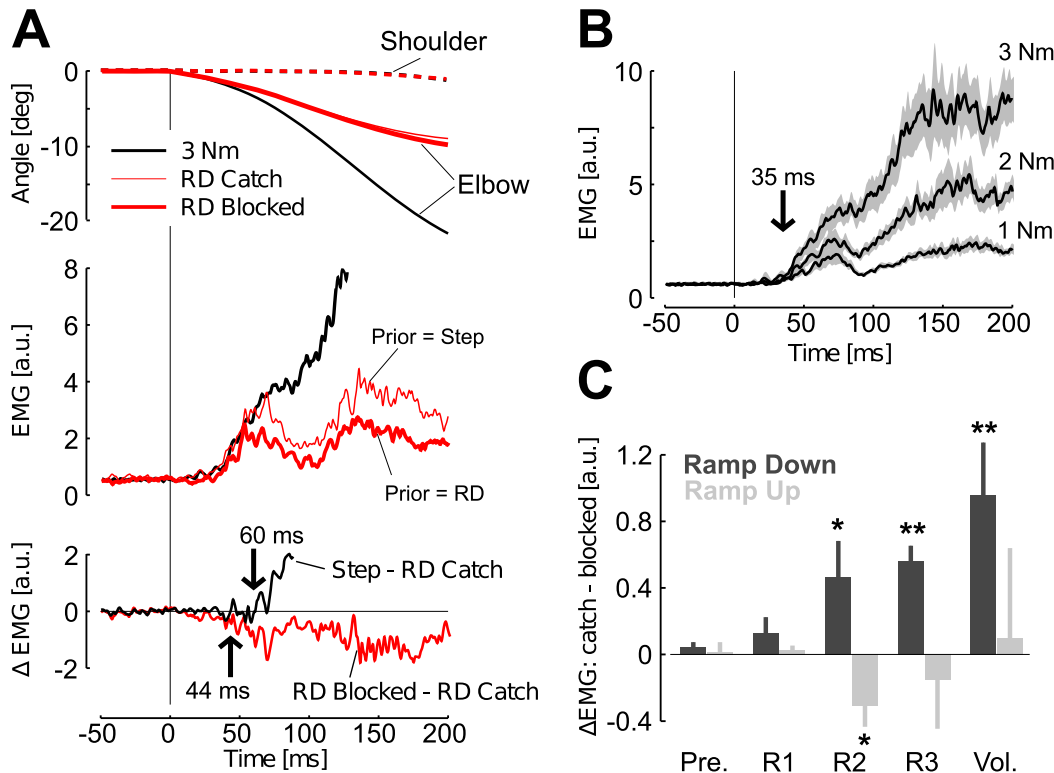 A
Shoulder
0
-10
-20
Angle [deg]
3 Nm
RD Catch
RD Blocked
Elbow
8
6
4
2
0
EMG [a.u.]
Prior = Step
Prior = RD
2
0
-2
Δ EMG [a.u.]
60 ms
Step - RD Catch
44 ms
RD Blocked - RD Catch
-50 0 50 100 150 200
Time [ms]
B
10
5
0
EMG [a.u.]
35 ms
3 Nm
2 Nm
1 Nm
-50 0 50 100 150 200
Time [ms]
C
1.2
0.8
0.4
0
-0.4
ΔEMG: catch - blocked [a.u.]
Ramp Down
Ramp Up
*
**
**
*
Pre. R1 R2 R3 Vol.